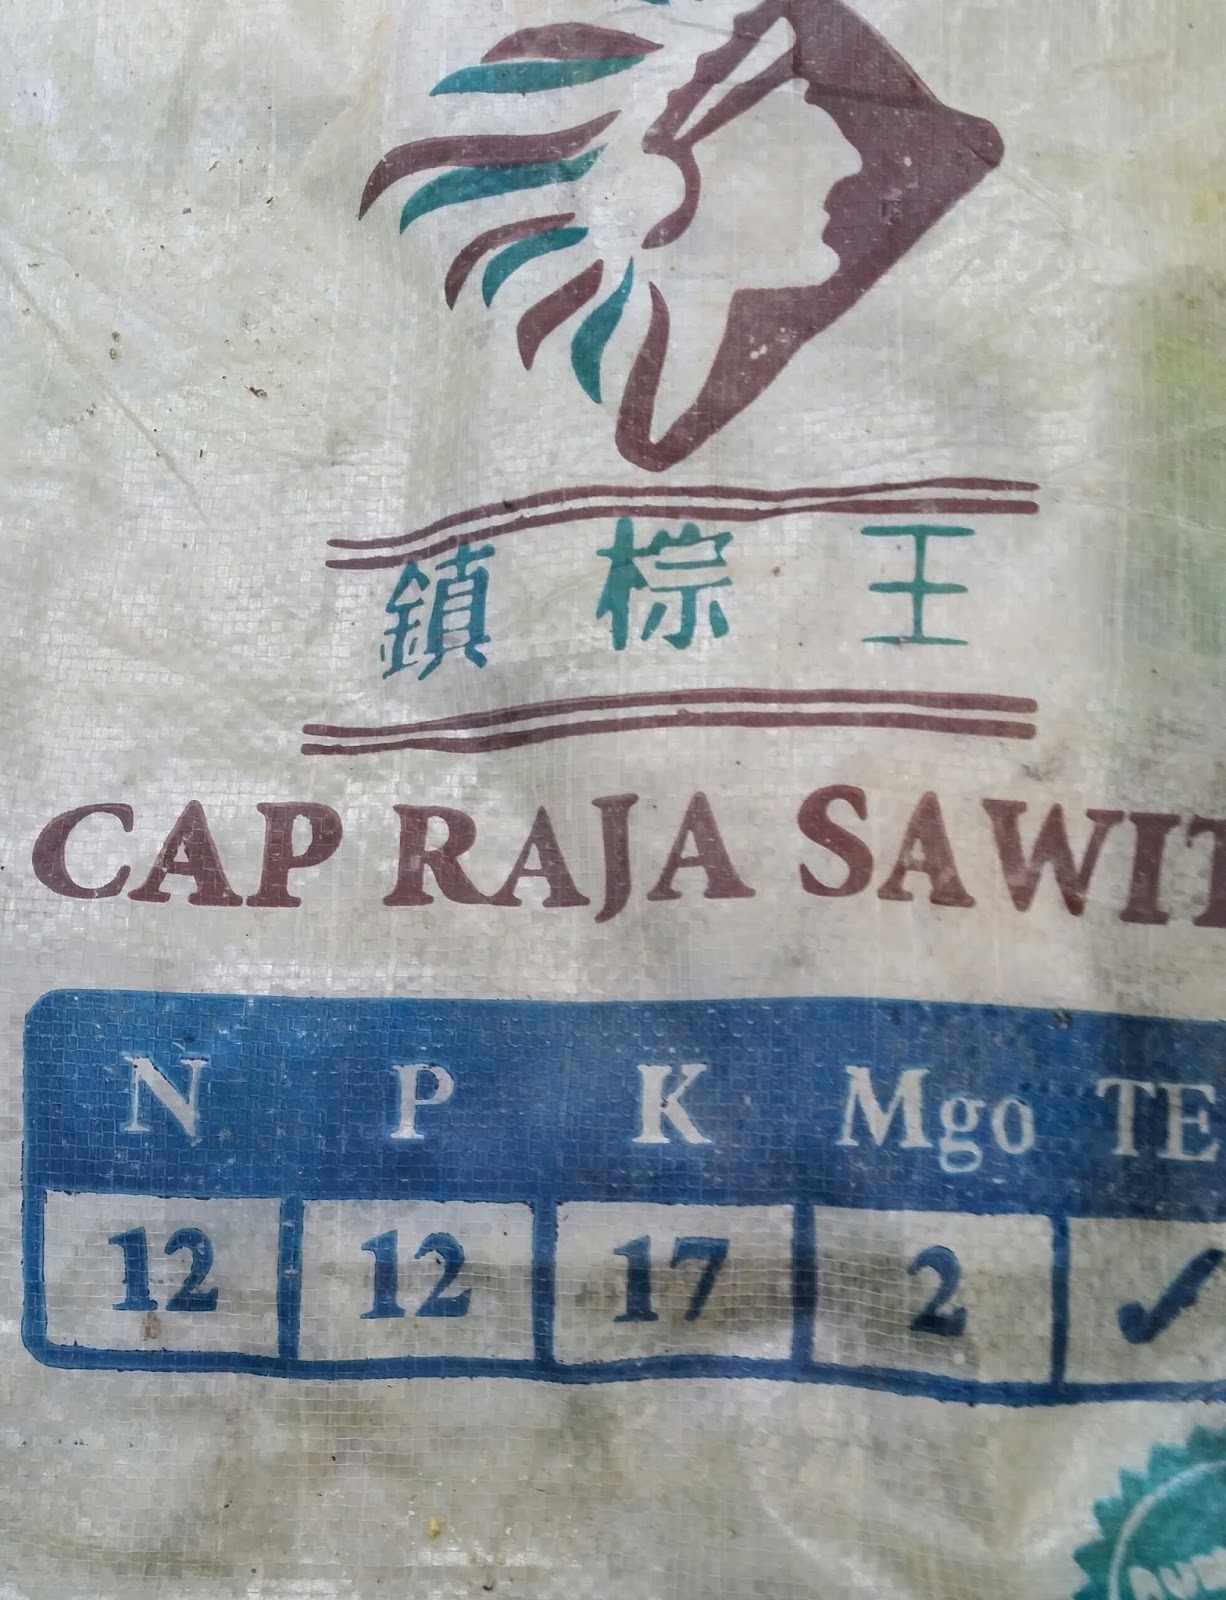 鎮棕王
CAP RAJA SAWIT
N P K Mgo TE
12 12 17 2 ✓